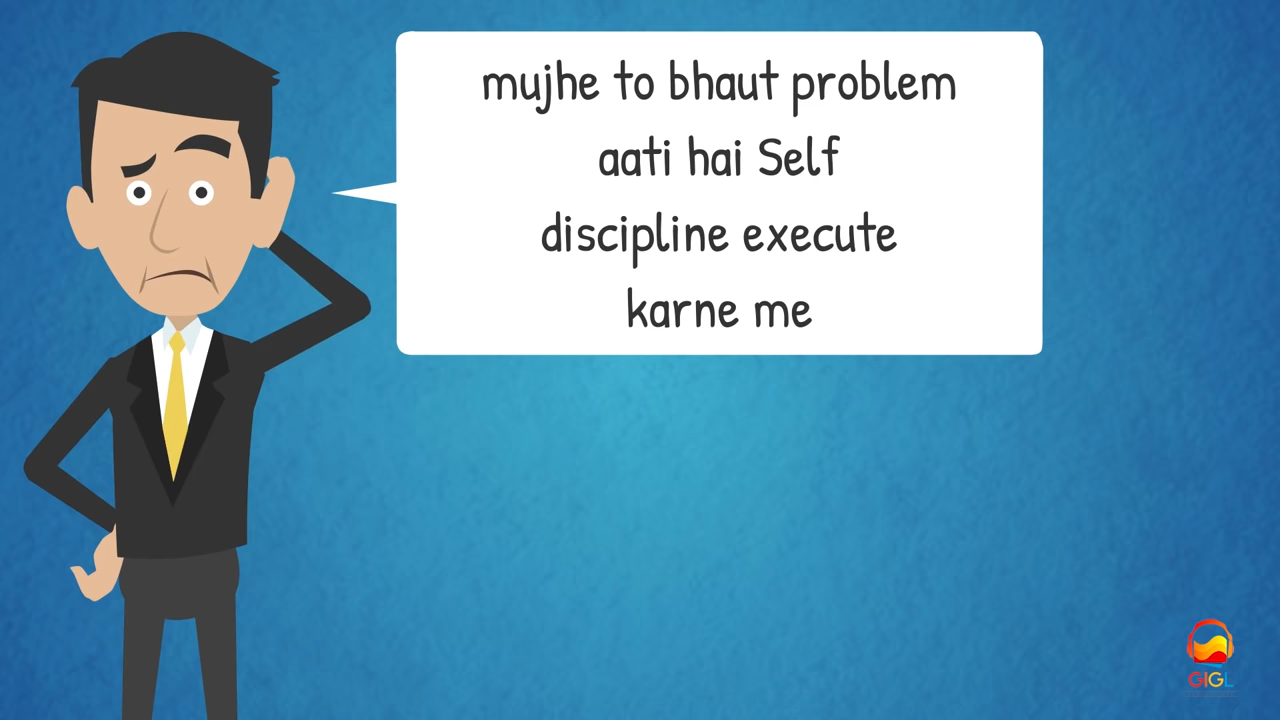 mujhe to bhaut problem
aati hai Self
discipline execute
karne me
GIGL